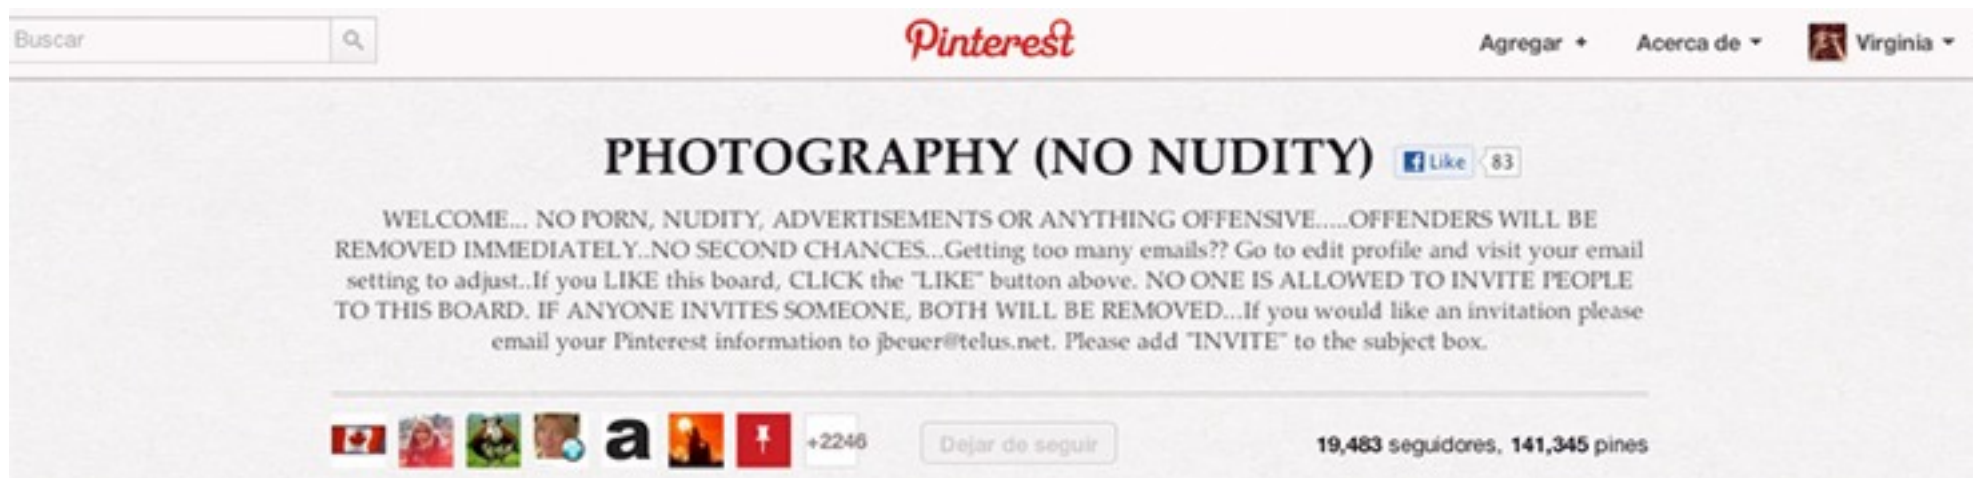 Buscar
Pinterest
Agregar +
Acerca de
Virginia
PHOTOGRAPHY (NO NUDITY)
Like
83
WELCOME... NO PORN, NUDITY, ADVERTISEMENTS OR ANYTHING OFFENSIVE.....OFFENDERS WILL BE
REMOVED IMMEDIATELY..NO SECOND CHANCES...Getting too many emails?? Go to edit profile and visit your email
setting to adjust..If you LIKE this board, CLICK the "LIKE" button above. NO ONE IS ALLOWED TO INVITE PEOPLE
TO THIS BOARD. IF ANYONE INVITES SOMEONE, BOTH WILL BE REMOVED...If you would like an invitation please
email your Pinterest information to jbeuer@telus.net. Please add "INVITE" to the subject box.
a
+2246
Dejar de seguir
19,483 seguidores, 141,345 pines